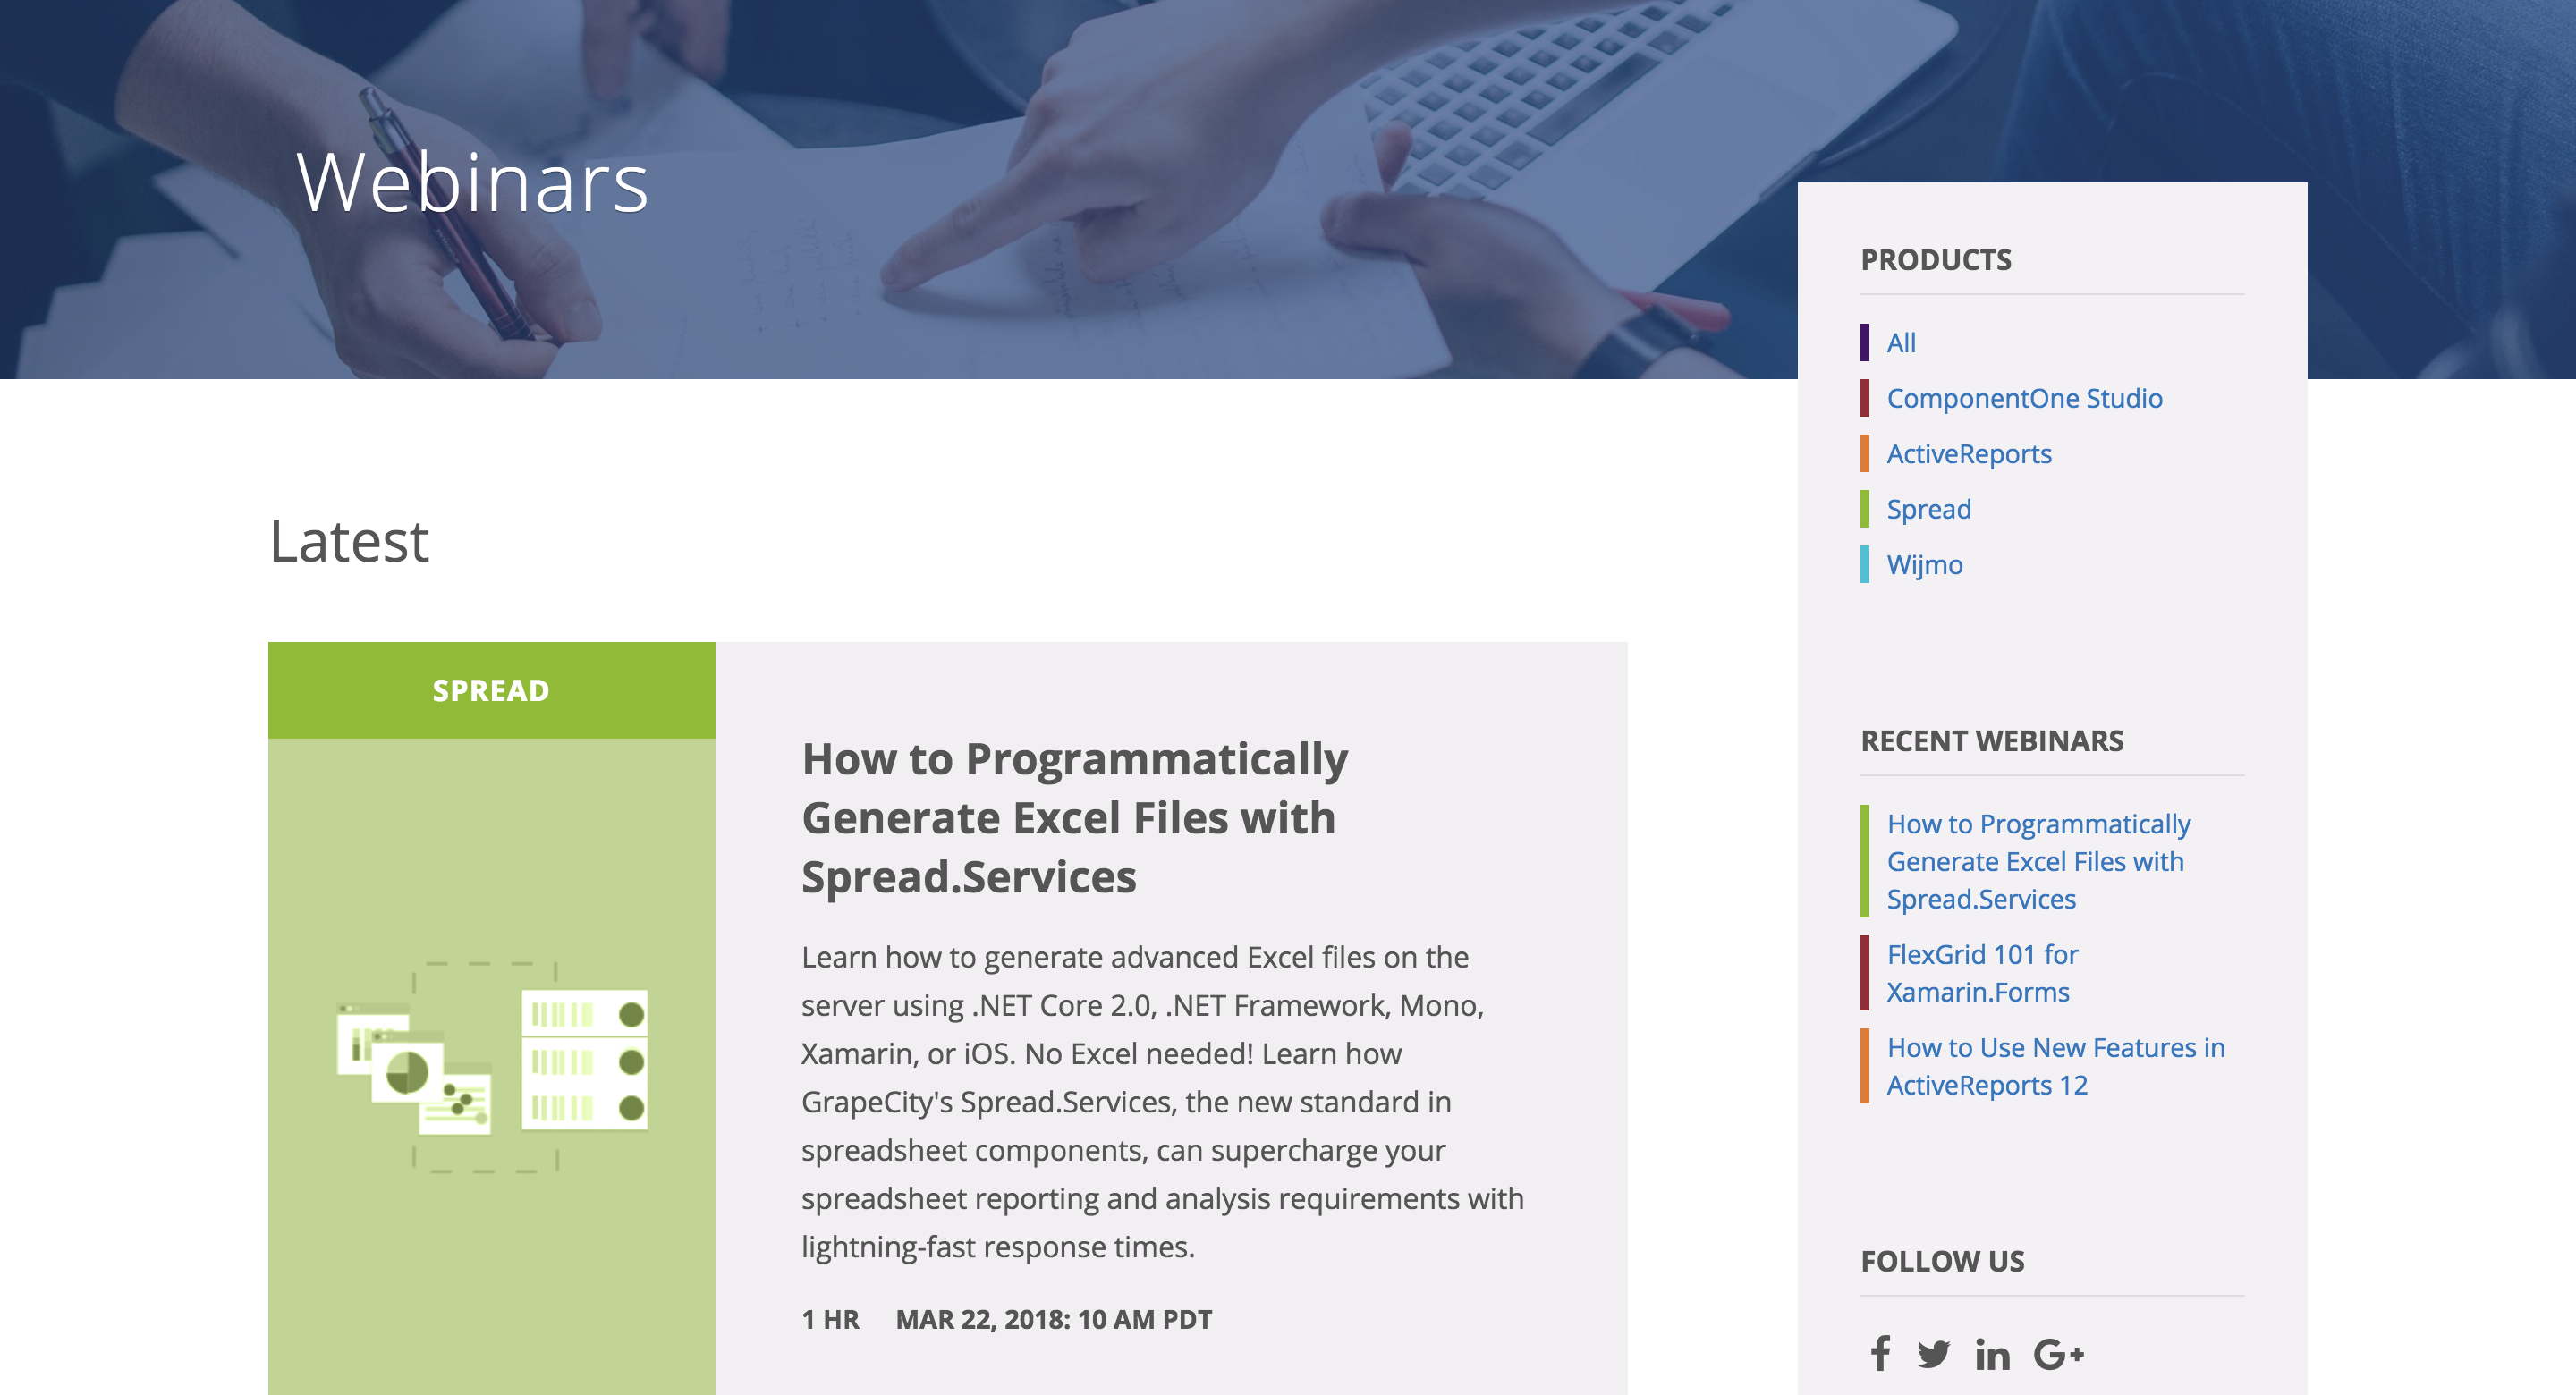 Webinars
Latest
SPREAD
How to Programmatically
Generate Excel Files with
Spread.Services
Learn how to generate advanced Excel files on the
server using .NET Core 2.0, .NET Framework, Mono,
Xamarin, or iOS. No Excel needed! Learn how
GrapeCity's Spread.Services, the new standard in
spreadsheet components, can supercharge your
spreadsheet reporting and analysis requirements with
lightning-fast response times.
1 HR MAR 22, 2018: 10 AM PDT
PRODUCTS
All
ComponentOne Studio
ActiveReports
Spread
Wijmo
RECENT WEBINARS
How to Programmatically
Generate Excel Files with
Spread.Services
FlexGrid 101 for
Xamarin.Forms
How to Use New Features in
ActiveReports 12
FOLLOW US